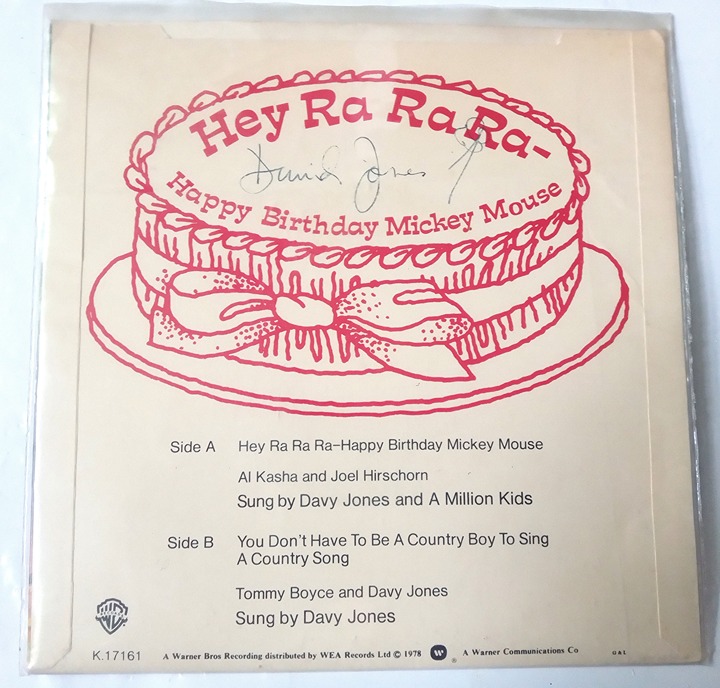 Hey Ra Ra Ra-
David Jones
Happy Birthday Mickey Mouse
Side A Hey Ra Ra Ra-Happy Birthday Mickey Mouse
Al Kasha and Joel Hirschorn
Sung by Davy Jones and A Million Kids
Side B You Don't Have To Be A Country Boy To Sing
A Country Song
Tommy Boyce and Davy Jones
Sung by Davy Jones
K.17161 A Warner Bros Recording distributed by WEA Records Ltd © 1978 W ® A Warner Communications Co G & L